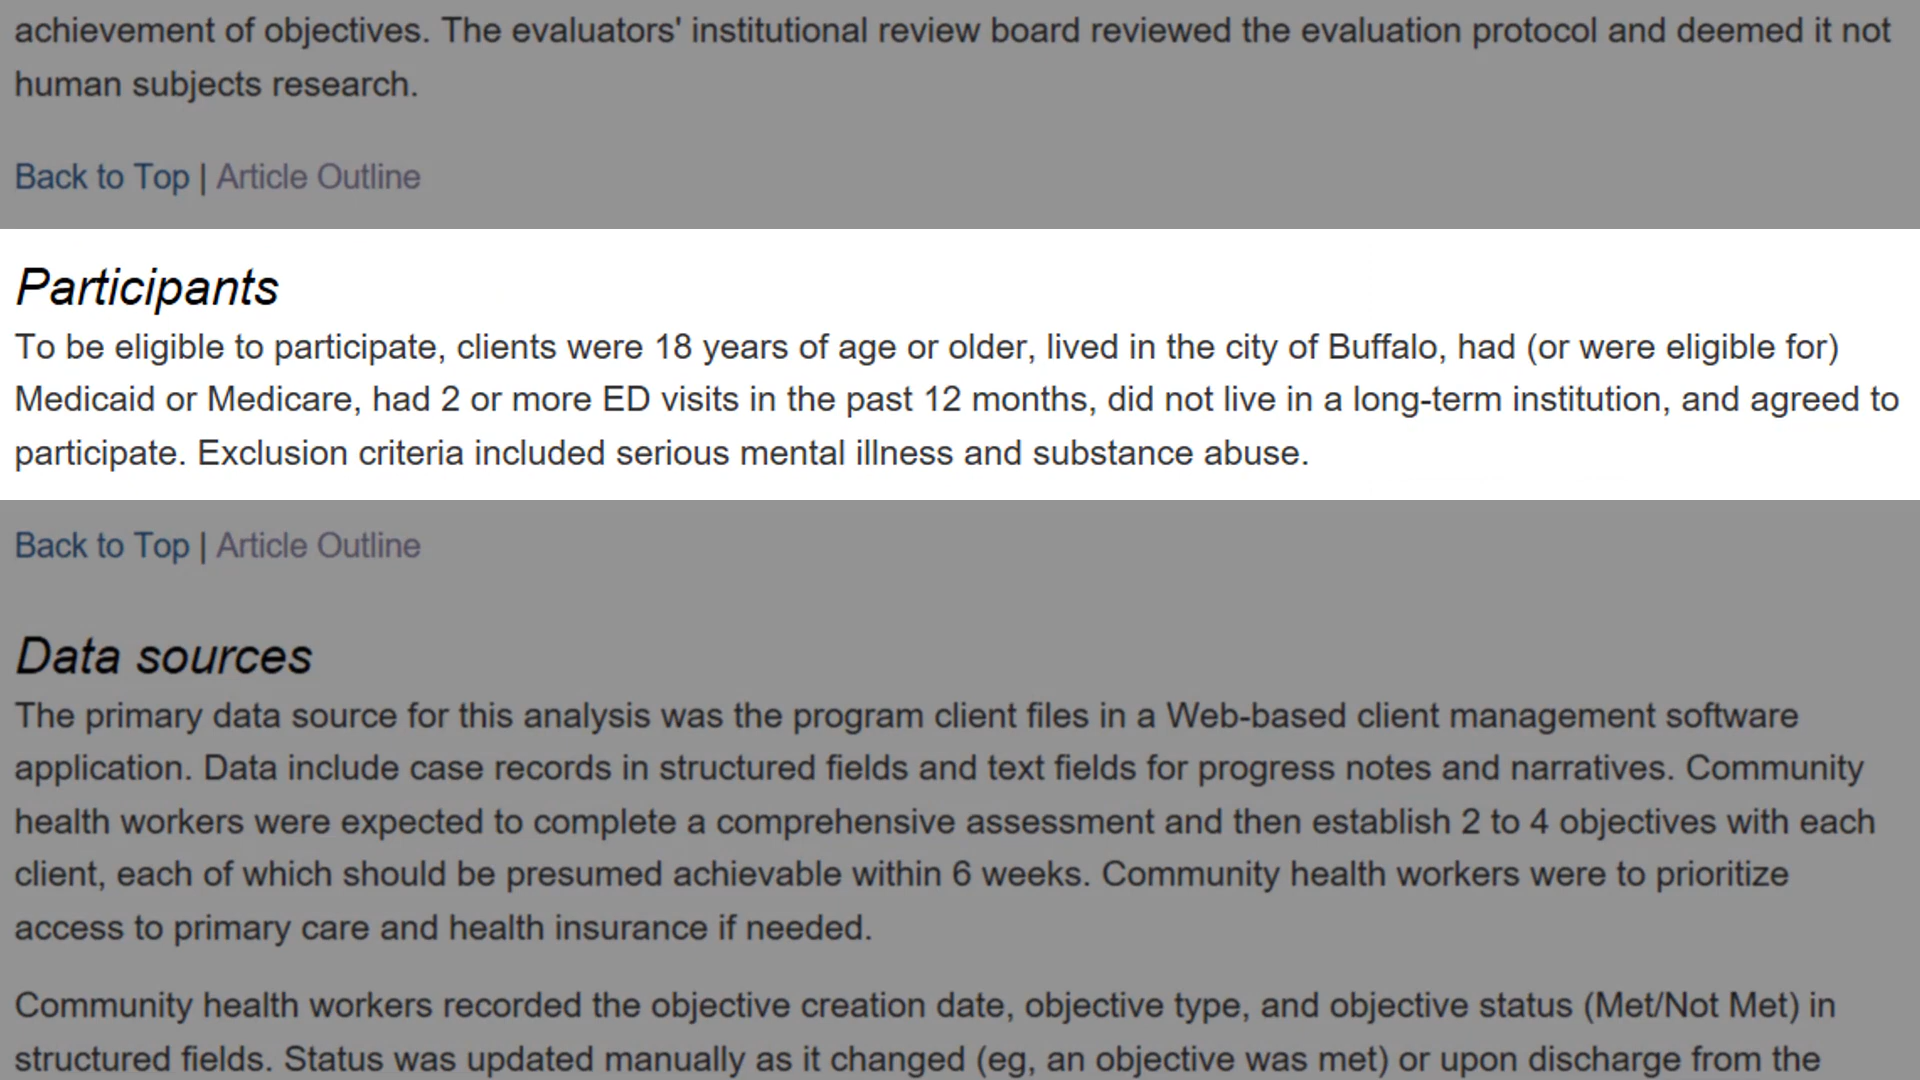 achievement of objectives. The evaluators' institutional review board reviewed the evaluation protocol and deemed it not
human subjects research.
Back to Top | Article Outline
Participants
To be eligible to participate, clients were 18 years of age or older, lived in the city of Buffalo, had (or were eligible for)
Medicaid or Medicare, had 2 or more ED visits in the past 12 months, did not live in a long-term institution, and agreed to
participate. Exclusion criteria included serious mental illness and substance abuse.
Back to Top | Article Outline
Data sources
The primary data source for this analysis was the program client files in a Web-based client management software
application. Data include case records in structured fields and text fields for progress notes and narratives. Community
health workers were expected to complete a comprehensive assessment and then establish 2 to 4 objectives with each
client, each of which should be presumed achievable within 6 weeks. Community health workers were to prioritize
access to primary care and health insurance if needed.
Community health workers recorded the objective creation date, objective type, and objective status (Met/Not Met) in
structured fields. Status was updated manually as it changed (eg, an objective was met) or upon discharge from the